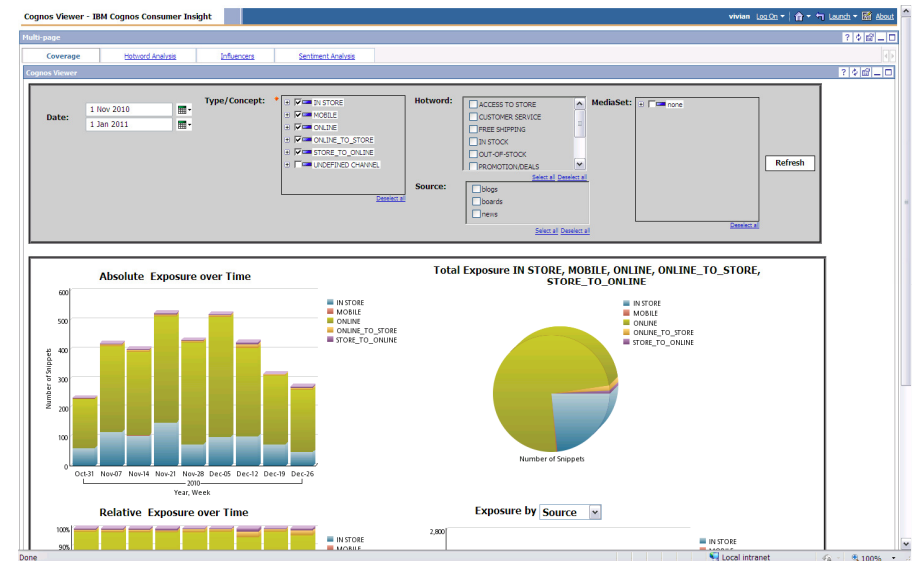 Cognos Viewer - IBM Cognos Consumer Insight
vivian Log On Launch About
Multi-page
Coverage Hotword Analysis Influencers Sentiment Analysis
Cognos Viewer
Date:
1 Nov 2010
1 Jan 2011
Type/Concept: *
IN STORE
MOBILE
ONLINE
ONLINE_TO_STORE
STORE_TO_ONLINE
UNDEFINED CHANNEL
Deselect all
Hotword:
ACCESS TO STORE
CUSTOMER SERVICE
FREE SHIPPING
IN STOCK
OUT-OF-STOCK
PROMOTION/DEALS
Select all Deselect all
Source:
blogs
boards
news
Select all Deselect all
MediaSet:
none
Deselect all
Refresh
Absolute Exposure over Time
600
500
400
300
200
100
0
Number of Snippets
Oct-31 Nov-07 Nov-14 Nov-21 Nov-28 Dec-05 Dec-12 Dec-19 Dec-26
2010
Year, Week
IN STORE
MOBILE
ONLINE
ONLINE_TO_STORE
STORE_TO_ONLINE
Total Exposure IN STORE, MOBILE, ONLINE, ONLINE_TO_STORE,
STORE_TO_ONLINE
IN STORE
MOBILE
ONLINE
ONLINE_TO_STORE
STORE_TO_ONLINE
Number of Snippets
Relative Exposure over Time
100%
90%
IN STORE
MOBILE
Exposure by Source
2,800
IN STORE
Done
Local intranet
100%